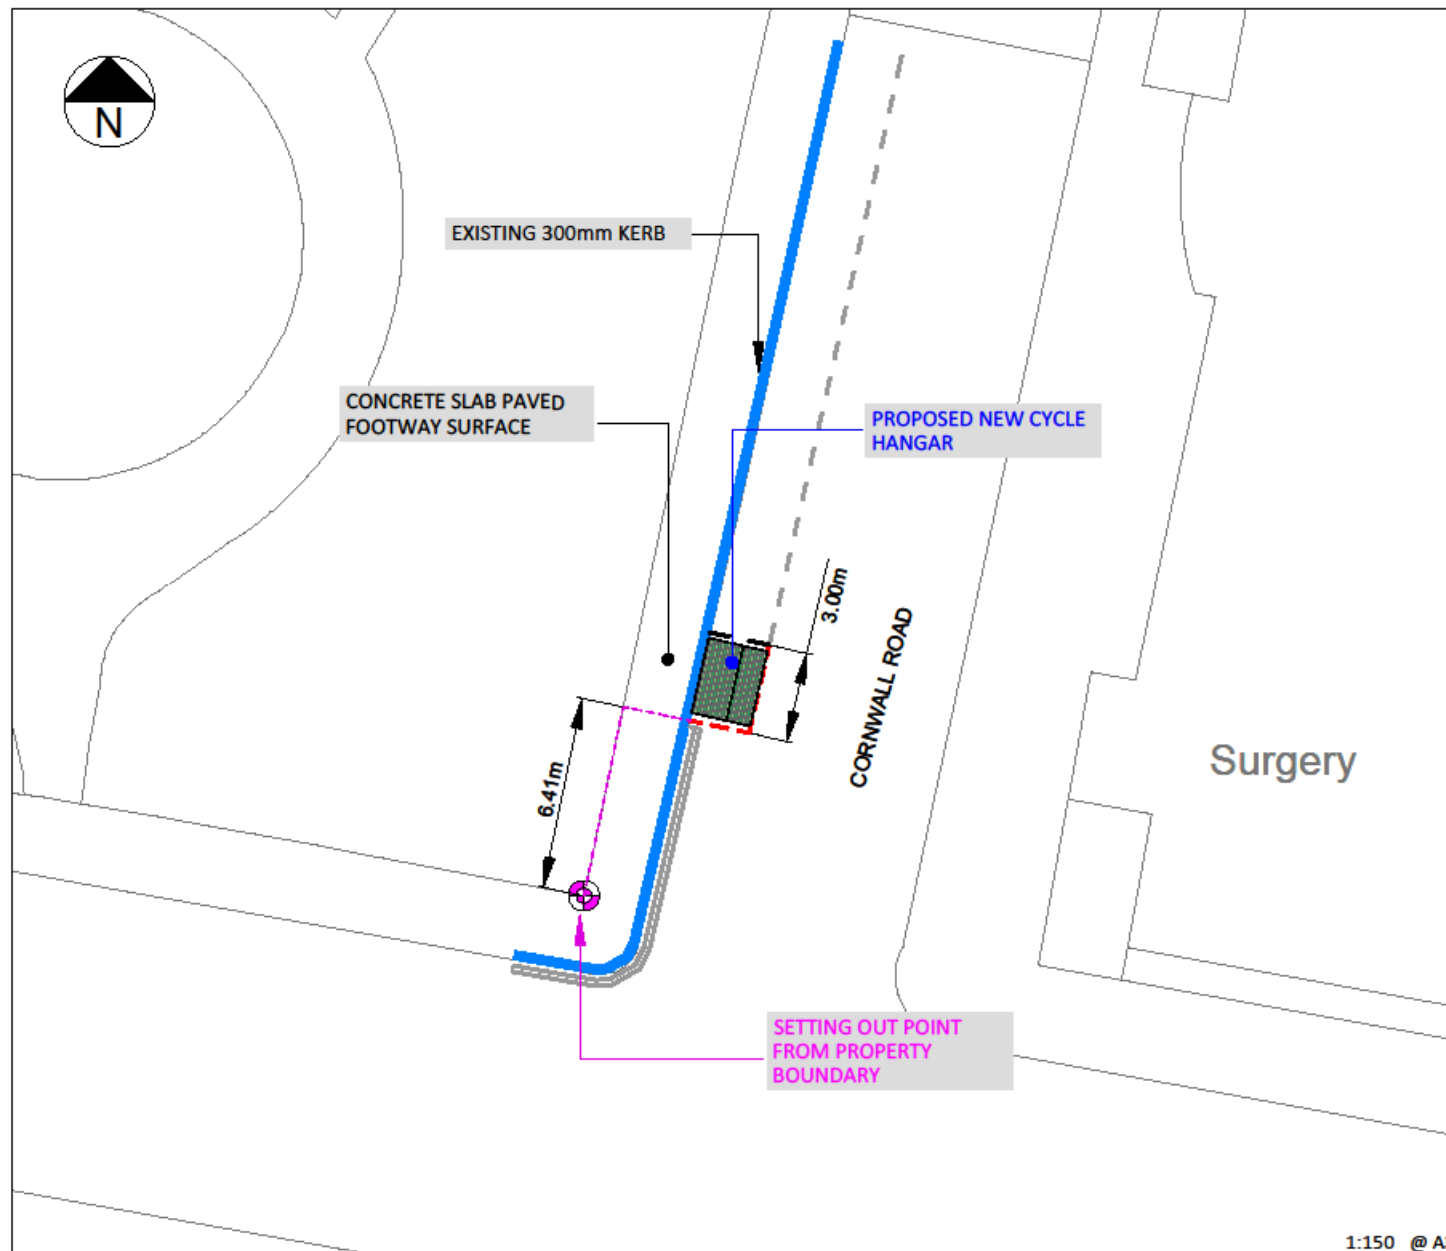 N
EXISTING 300mm KERB
CONCRETE SLAB PAVED
FOOTWAY SURFACE
PROPOSED NEW CYCLE
HANGAR
3.00m
CORNWALL ROAD
6.41m
Surgery
SETTING OUT POINT
FROM PROPERTY
BOUNDARY
1:150 @